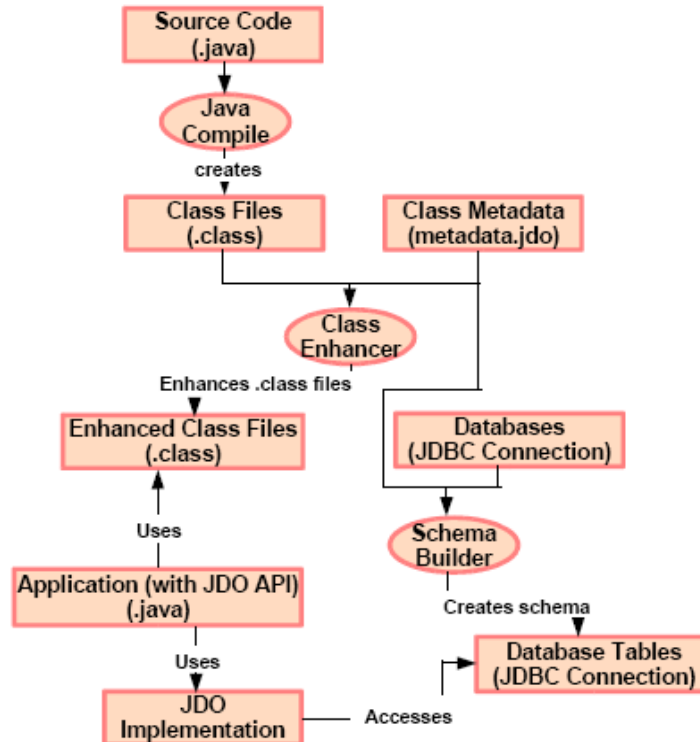 Source Code
(.java)
Java
Compile
creates
Class Files
(.class)
Class Metadata
(metadata.jdo)
Class
Enhancer
Enhances .class files
Enhanced Class Files
(.class)
Databases
(JDBC Connection)
Uses
Schema
Builder
Application (with JDO API)
(.java)
Creates schema
Uses
Database Tables
(JDBC Connection)
JDO
Implementation
Accesses